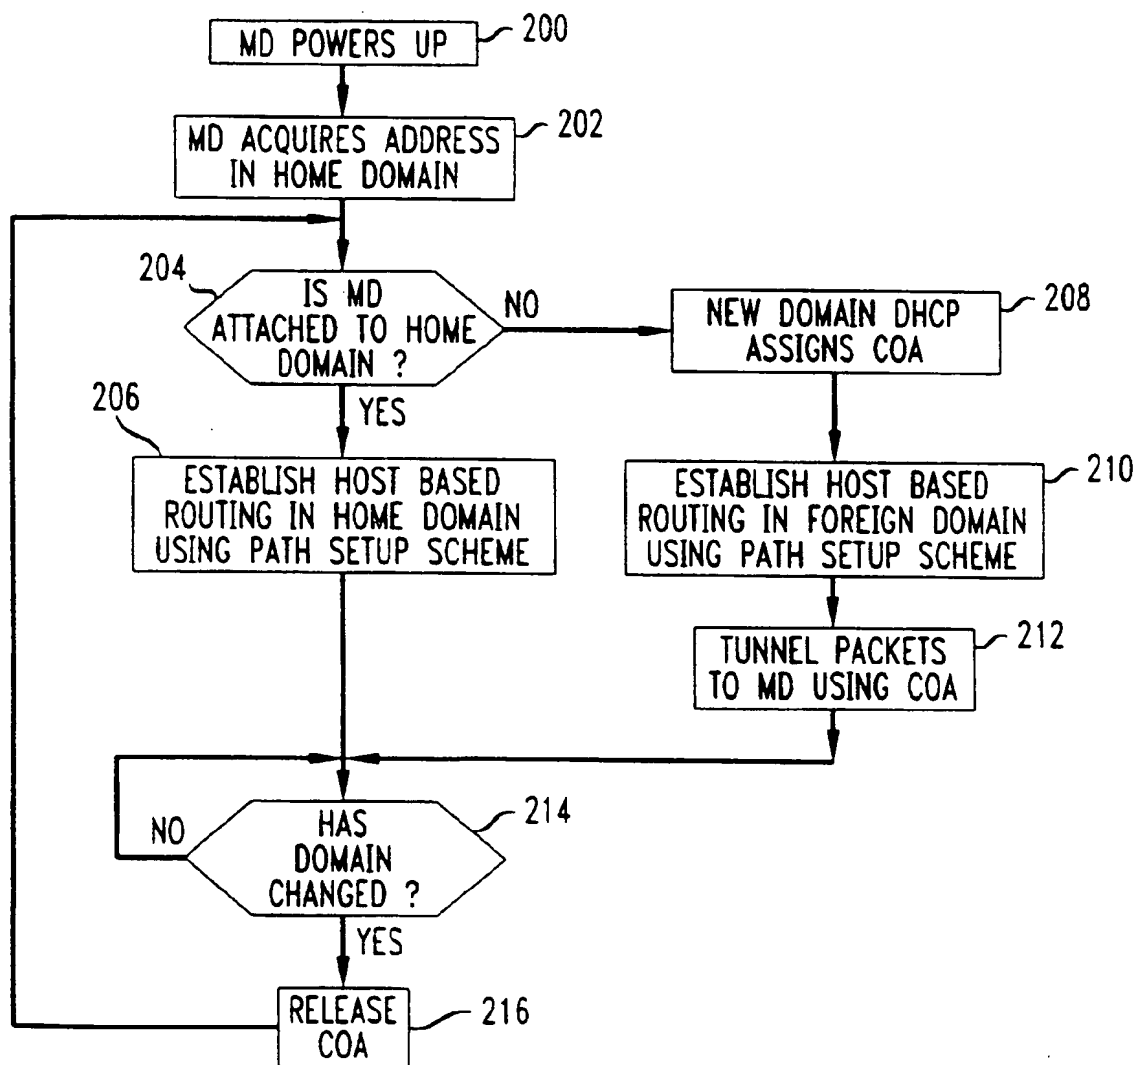 MD POWERS UP
200
MD ACQUIRES ADDRESS
IN HOME DOMAIN
202
204
IS MD
ATTACHED TO HOME
DOMAIN ?
NO
NEW DOMAIN DHCP
ASSIGNS COA
208
YES
206
ESTABLISH HOST BASED
ROUTING IN HOME DOMAIN
USING PATH SETUP SCHEME
ESTABLISH HOST BASED
ROUTING IN FOREIGN DOMAIN
USING PATH SETUP SCHEME
210
TUNNEL PACKETS
TO MD USING COA
212
HAS
DOMAIN
CHANGED ?
214
NO
YES
RELEASE
COA
216